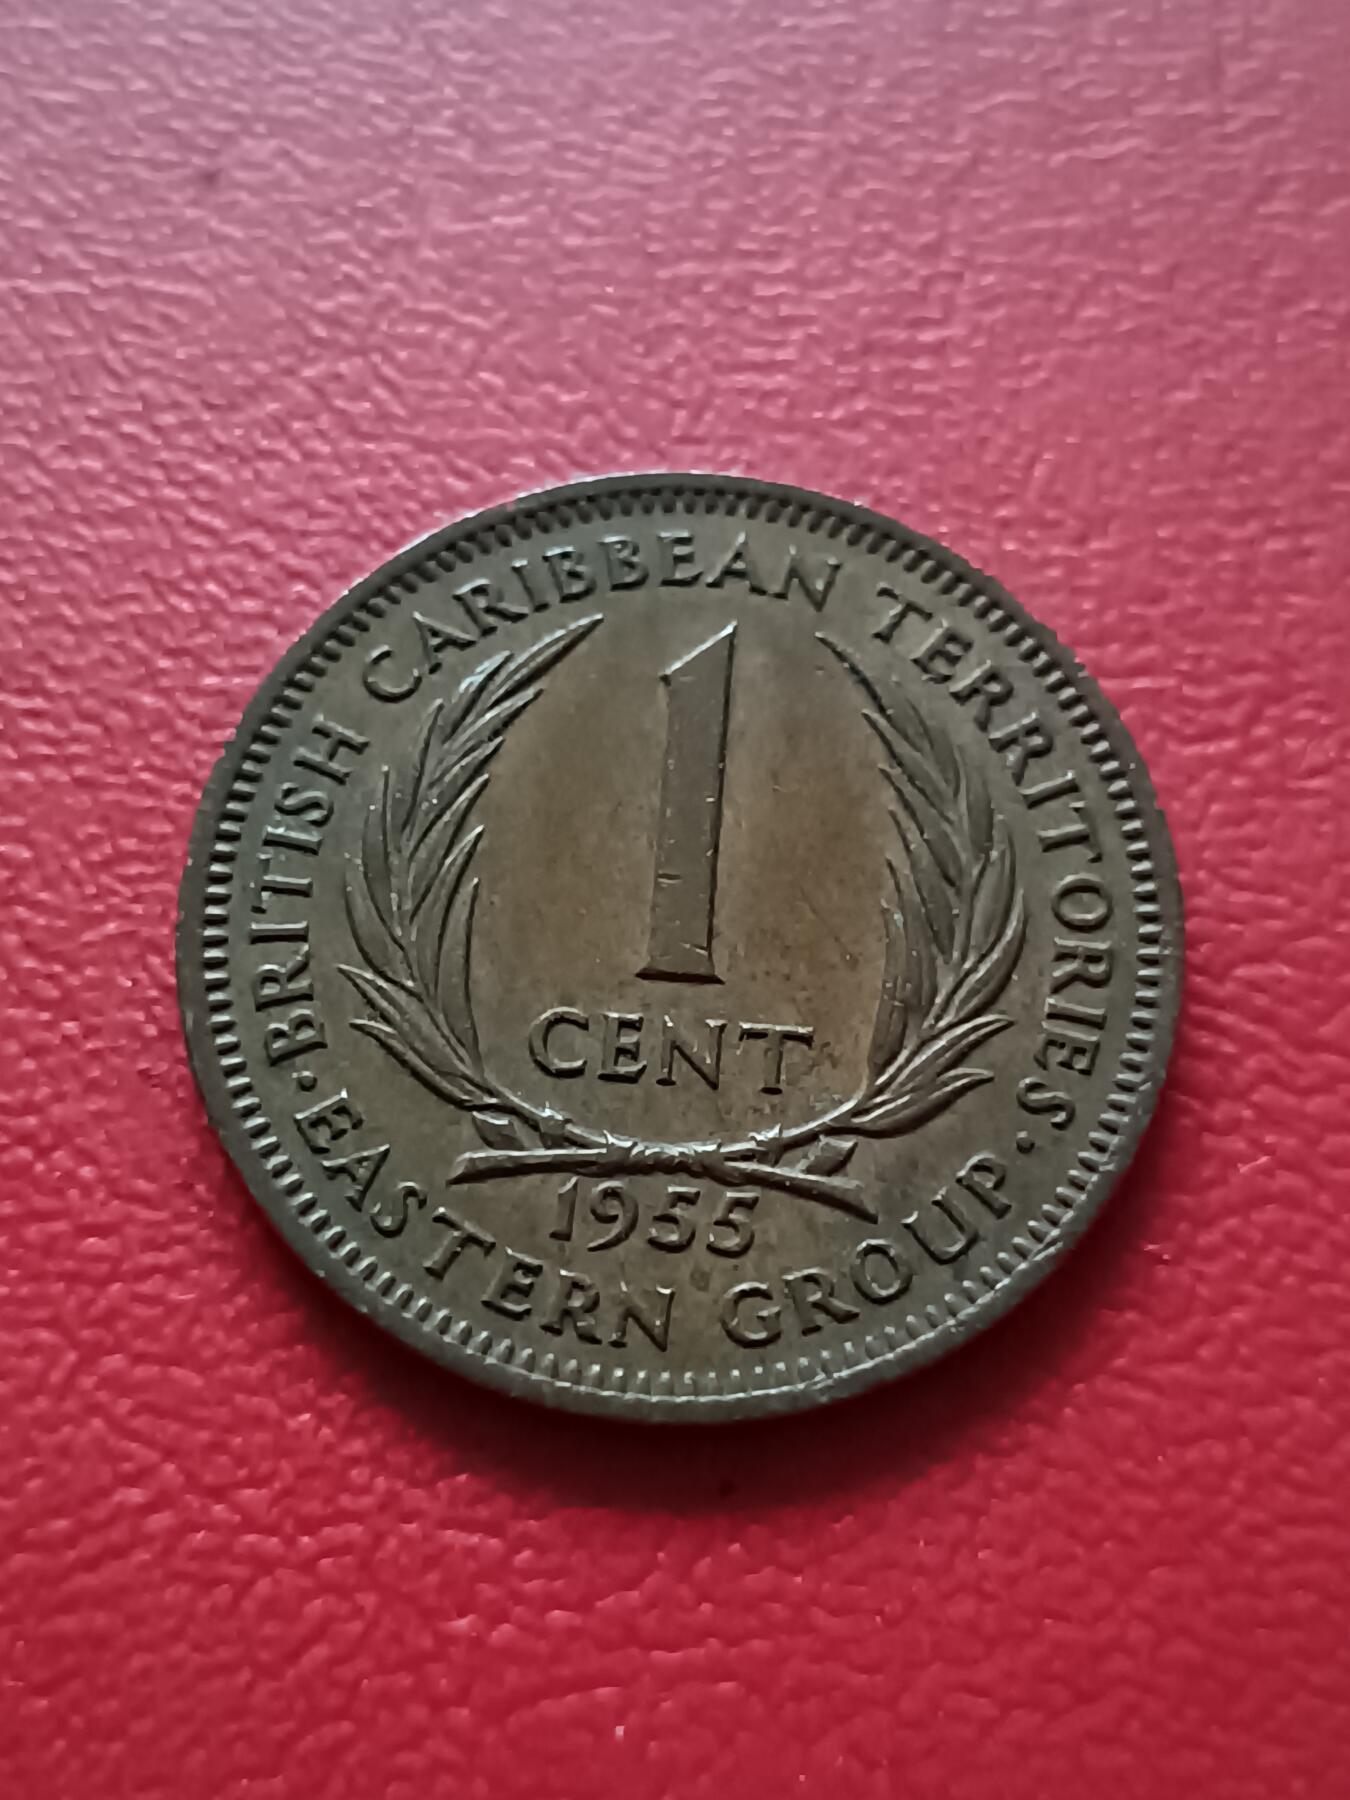 BRITISH CARIBBEAN TERRITORIES
1
CENT
1955
· EASTERN GROUP ·